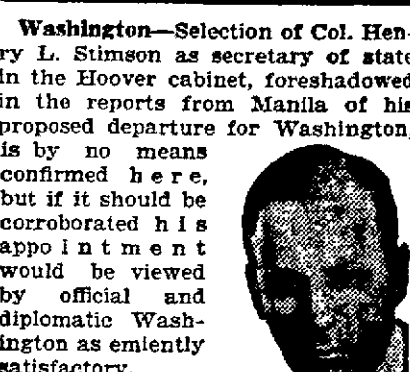 Washington—Selection of Col. Hen-
ry L. Stimson as secretary of state
in the Hoover cabinet, foreshadowed
in the reports from Manila of his
proposed departure for Washington,
is by no means
confirmed here,
but if it should be
corroborated his
appointment
would be viewed
by official and
diplomatic Wash-
ington as emiently
satisfactory.